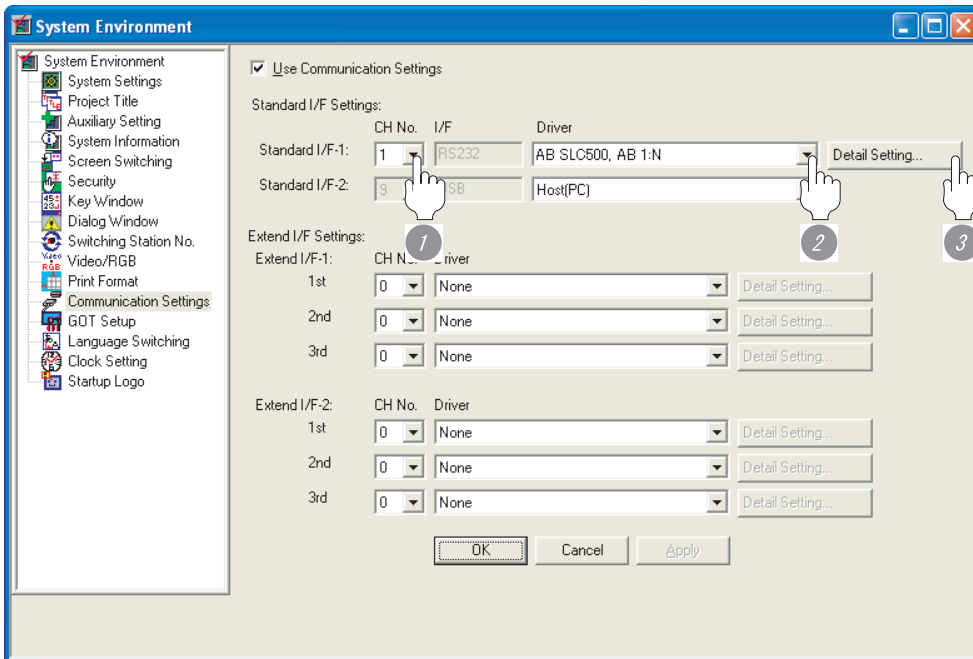 System Environment
System Environment
System Settings
Project Title
Auxiliary Setting
System Information
Screen Switching
Security
Key Window
Dialog Window
Switching Station No.
Video/RGB
Print Format
Communication Settings
GOT Setup
Language Switching
Clock Setting
Startup Logo
Use Communication Settings
Standard I/F Settings:
CH No. I/F Driver
Standard I/F-1: 1 RS232 AB SLC500, AB 1:N Detail Setting...
Standard I/F-2: 9 Host(PC)
1 2 3
Extend I/F Settings:
Extend I/F-1: CH No. Driver
1st 0 None Detail Setting...
2nd 0 None Detail Setting...
3rd 0 None Detail Setting...
Extend I/F-2: CH No. Driver
1st 0 None Detail Setting...
2nd 0 None Detail Setting...
3rd 0 None Detail Setting...
OK Cancel Apply